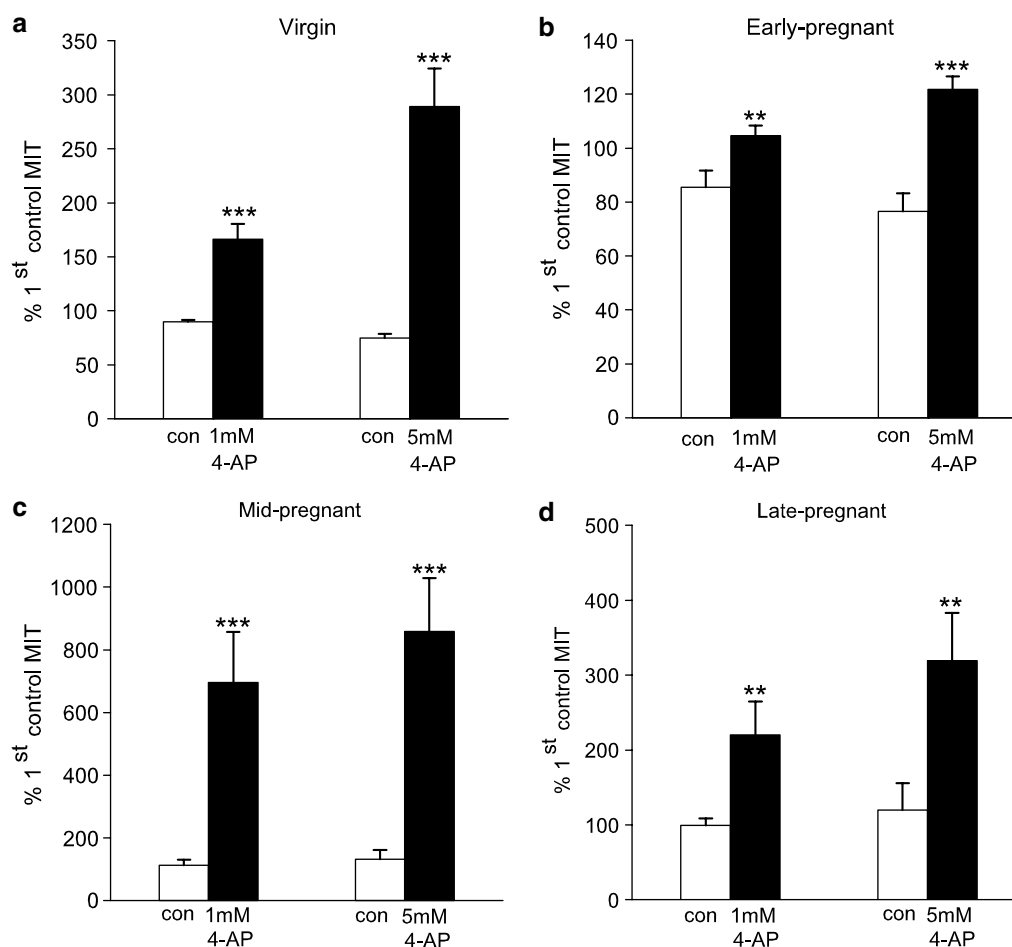 a
Virgin
350
300
250
200
150
100
50
0
% 1 st control MIT
***
***
con 1mM
4-AP
con 5mM
4-AP
b
Early-pregnant
140
120
100
80
60
40
20
0
% 1 st control MIT
**
***
con 1mM
4-AP
con 5mM
4-AP
c
Mid-pregnant
1200
1000
800
600
400
200
0
% 1 st control MIT
***
***
con 1mM
4-AP
con 5mM
4-AP
d
Late-pregnant
500
400
300
200
100
0
% 1 st control MIT
**
**
con 1mM
4-AP
con 5mM
4-AP